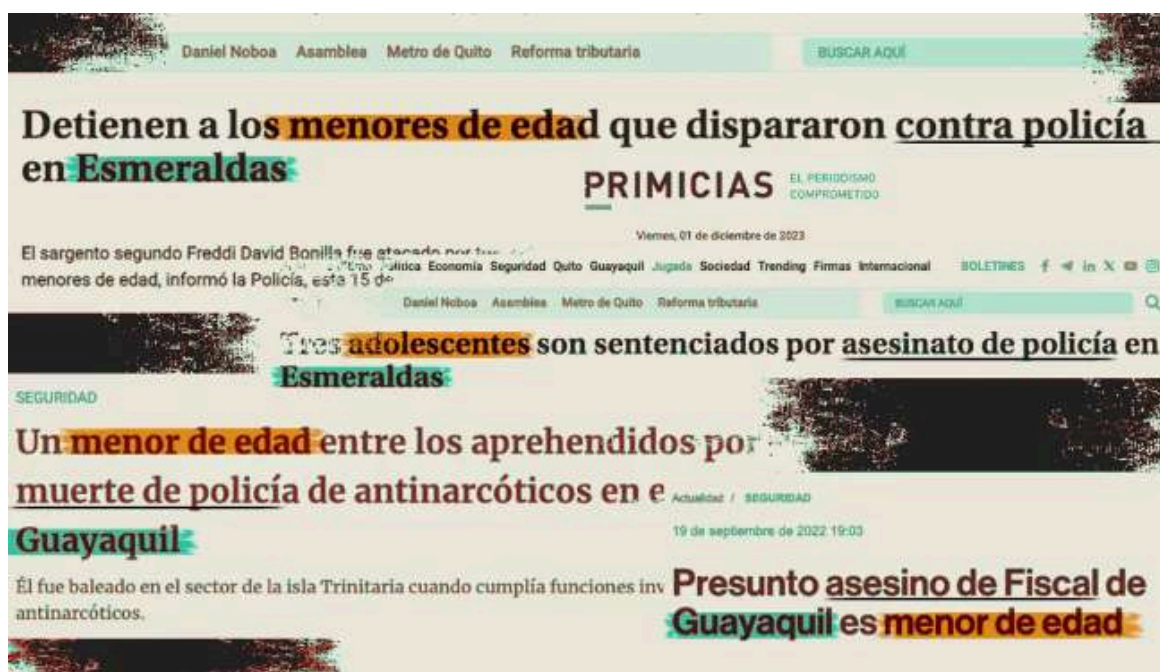 Daniel Noboa Asamblea Metro de Quito Reforma tributaria BUSCAR AQUÍ
Detienen a los menores de edad que dispararon contra policía
en Esmeraldas
PRIMICIAS EL PERIODISMO
COMPROMETIDO
Viernes, 01 de diciembre de 2023
El sargento segundo Freddi David Bonilla fue atacado por
menores de edad, informó la Policía, este 15 de
Política Economía Seguridad Quito Guayaquil Jugada Sociedad Trending Firmas Internacional BOLETINES
Daniel Noboa Asamblea Metro de Quito Reforma tributaria BUSCAR AQUÍ
Tres adolescentes son sentenciados por asesinato de policía en
Esmeraldas
SEGURIDAD
Un menor de edad entre los aprehendidos por
muerte de policía de antinarcóticos en e
Guayaquil
Él fue baleado en el sector de la isla Trinitaria cuando cumplía funciones inv
antinarcóticos.
Actualidad / SEGURIDAD
19 de septiembre de 2022 19:03
Presunto asesino de Fiscal de
Guayaquil es menor de edad